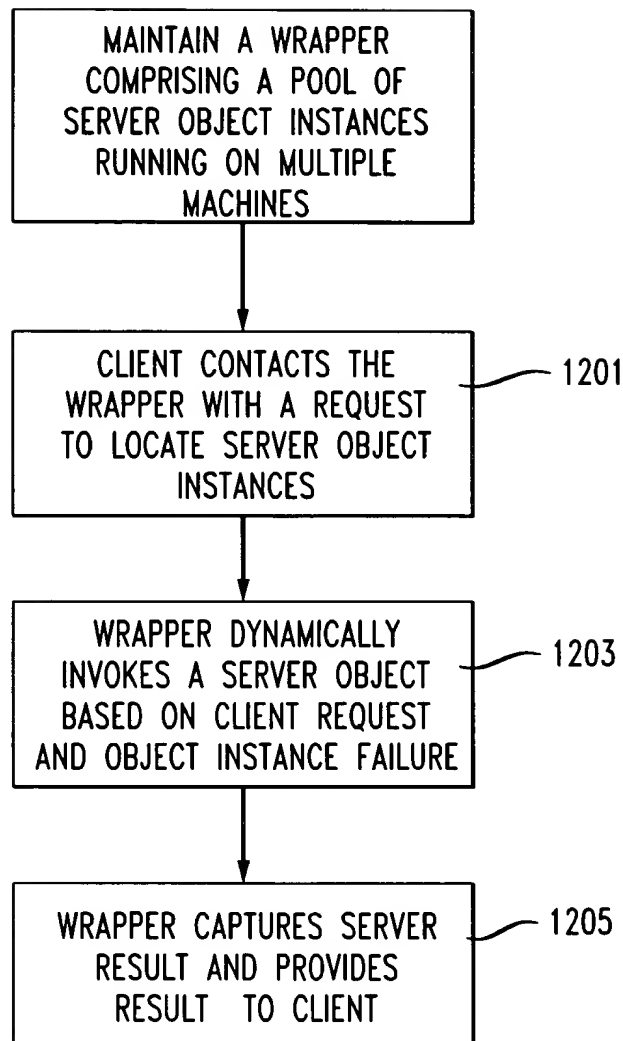 MAINTAIN A WRAPPER
COMPRISING A POOL OF
SERVER OBJECT INSTANCES
RUNNING ON MULTIPLE
MACHINES
CLIENT CONTACTS THE
WRAPPER WITH A REQUEST
TO LOCATE SERVER OBJECT
INSTANCES
1201
WRAPPER DYNAMICALLY
INVOKES A SERVER OBJECT
BASED ON CLIENT REQUEST
AND OBJECT INSTANCE FAILURE
1203
WRAPPER CAPTURES SERVER
RESULT AND PROVIDES
RESULT TO CLIENT
1205